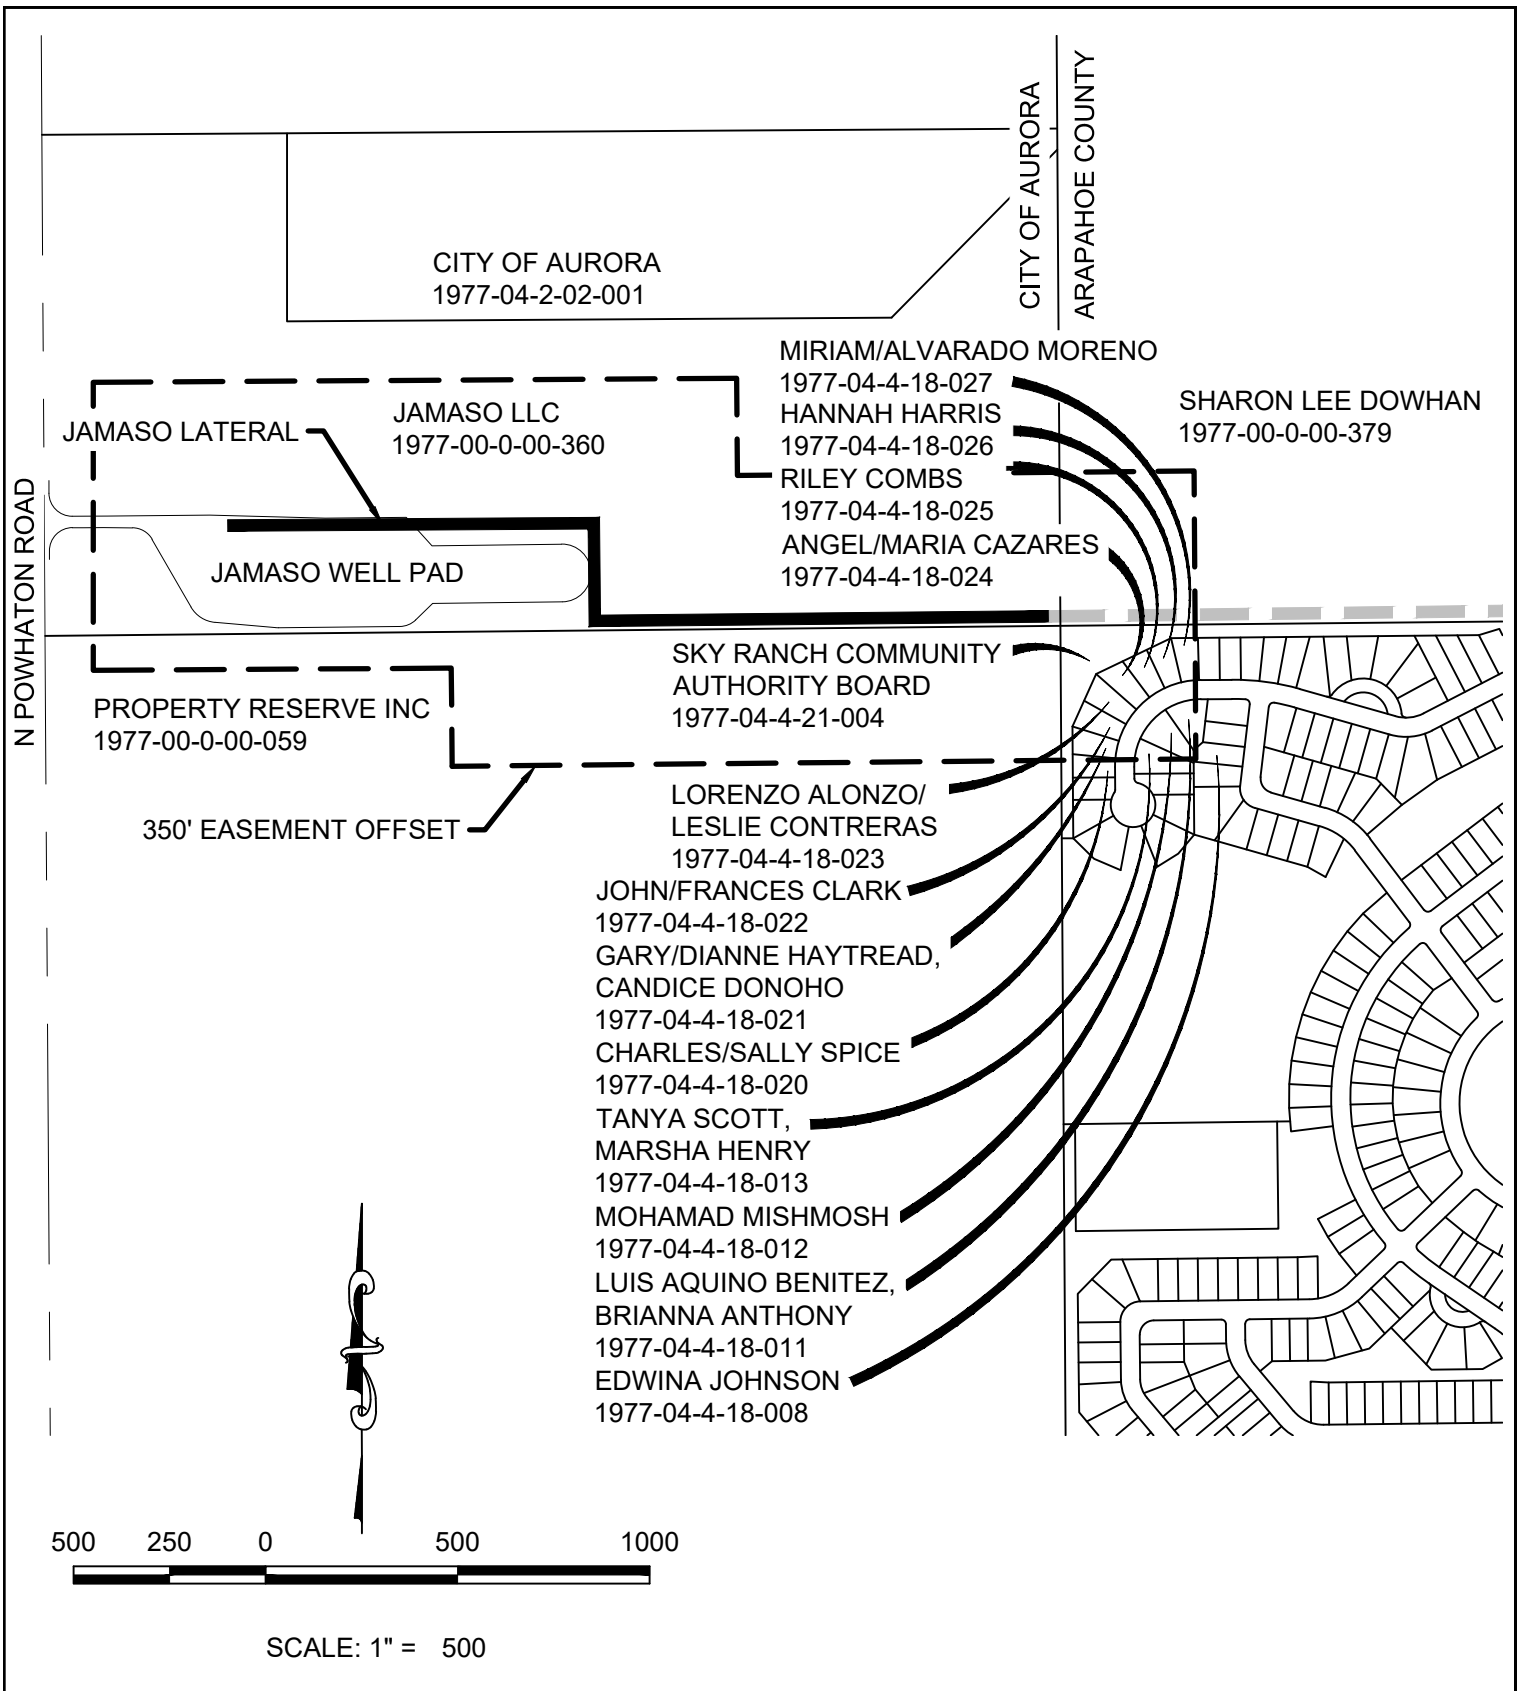 CITY OF AURORA
ARAPAHOE COUNTY
CITY OF AURORA
1977-04-2-02-001
MIRIAM/ALVARADO MORENO
1977-04-4-18-027
HANNAH HARRIS
1977-04-4-18-026
RILEY COMBS
1977-04-4-18-025
ANGEL/MARIA CAZARES
1977-04-4-18-024
SHARON LEE DOWHAN
1977-00-0-00-379
JAMASO LLC
1977-00-0-00-360
JAMASO LATERAL
N POWHATON ROAD
JAMASO WELL PAD
SKY RANCH COMMUNITY
AUTHORITY BOARD
1977-04-4-21-004
PROPERTY RESERVE INC
1977-00-0-00-059
350' EASEMENT OFFSET
LORENZO ALONZO/
LESLIE CONTRERAS
1977-04-4-18-023
JOHN/FRANCES CLARK
1977-04-4-18-022
GARY/DIANNE HAYTREAD,
CANDICE DONOHO
1977-04-4-18-021
CHARLES/SALLY SPICE
1977-04-4-18-020
TANYA SCOTT,
MARSHA HENRY
1977-04-4-18-013
MOHAMAD MISHMOSH
1977-04-4-18-012
LUIS AQUINO BENITEZ,
BRIANNA ANTHONY
1977-04-4-18-011
EDWINA JOHNSON
1977-04-4-18-008
500 250 0 500 1000
SCALE: 1" = 500